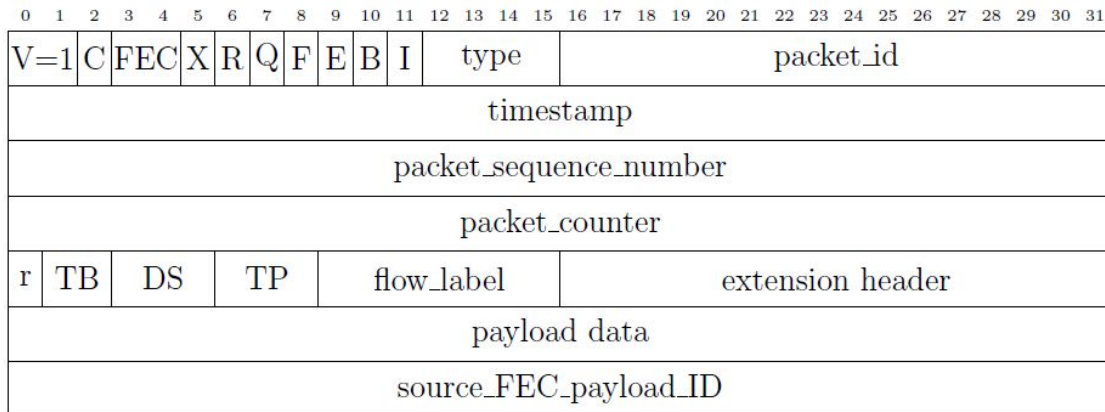 0 1 2 3 4 5 6 7 8 9 10 11 12 13 14 15 16 17 18 19 20 21 22 23 24 25 26 27 28 29 30 31
V=1 C FEC X R Q F E B I type packet_id
timestamp
packet_sequence_number
packet_counter
r TB DS TP flow_label extension header
payload data
source_FEC_payload_ID